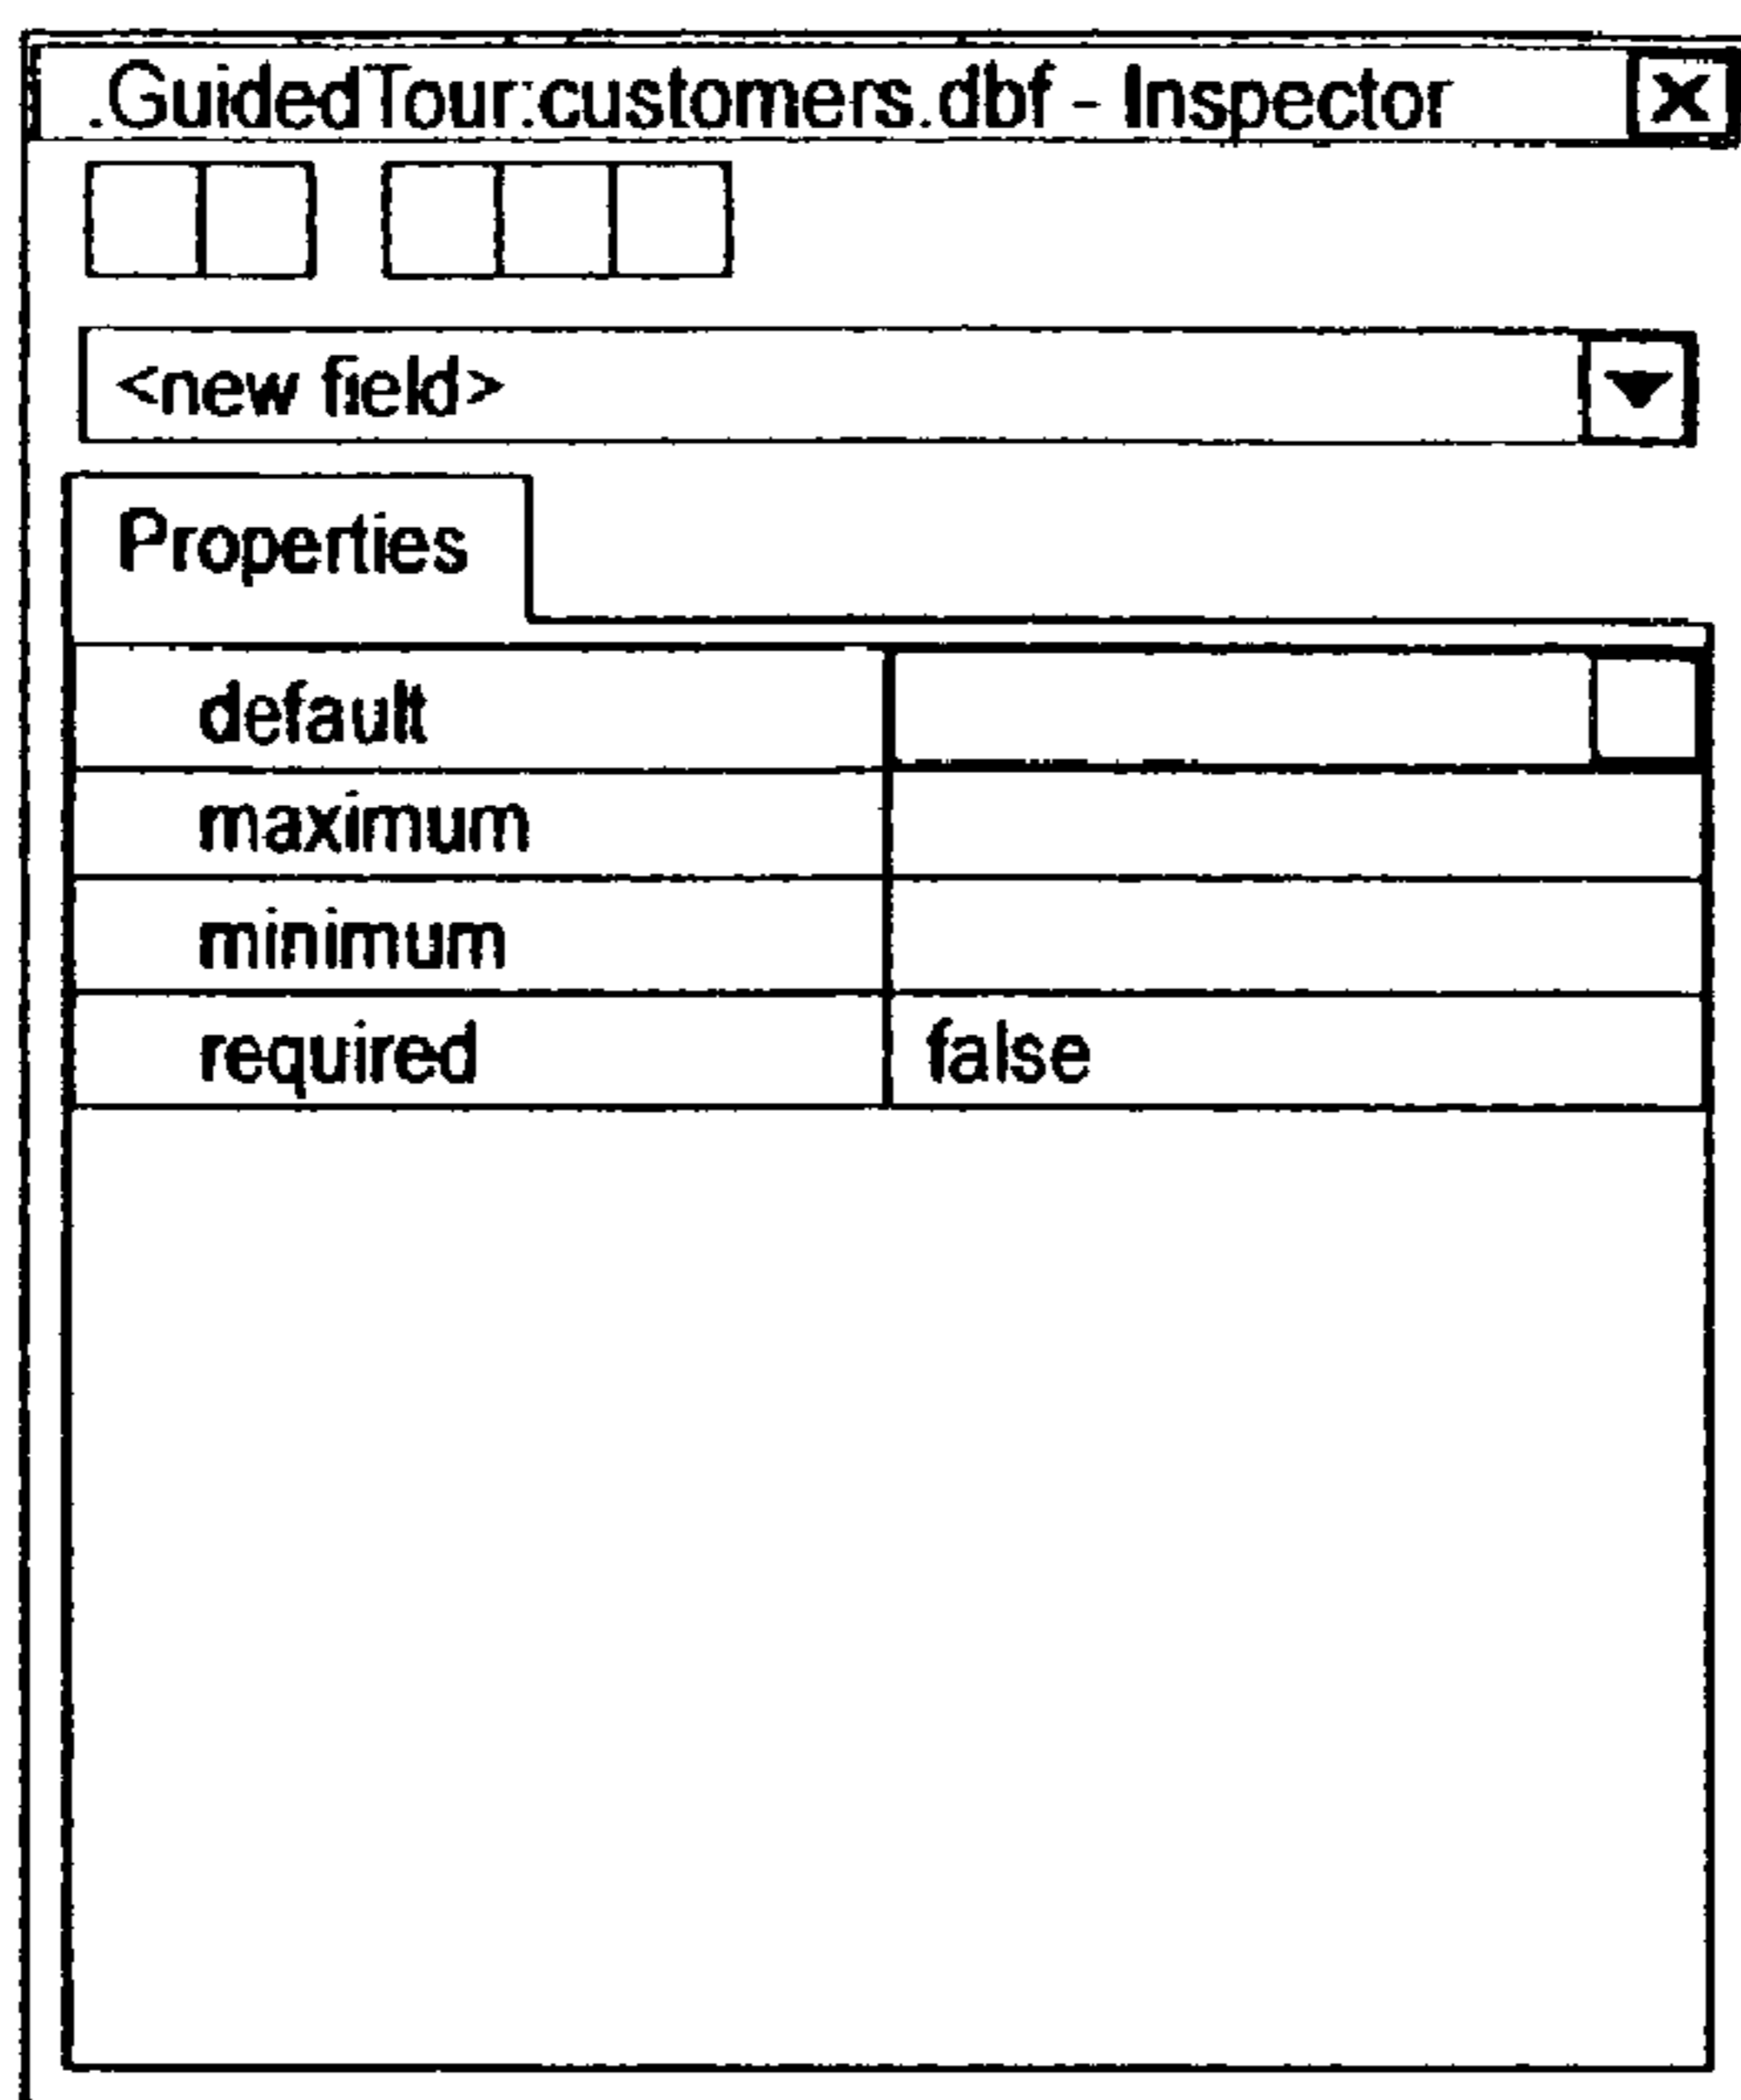 .GuidedTour:customers.dbf - Inspector
<new field>
Properties
default
maximum
minimum
required false